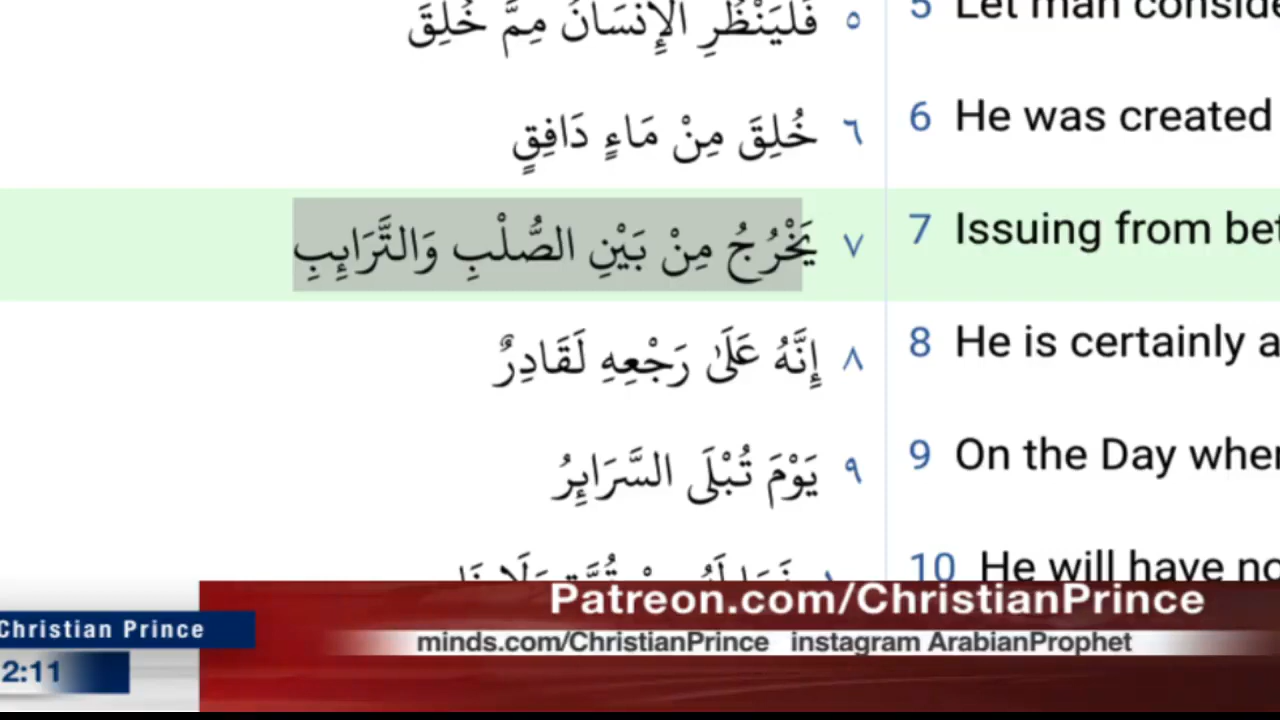 ٥ فَلْيَنْظُرِ الْإِنْسَانُ مِمَّ خُلِقَ
5 Let man conside
٦ خُلِقَ مِنْ مَاءٍ دَافِقٍ
6 He was created
٧ يَخْرُجُ مِنْ بَيْنِ الصُّلْبِ وَالتَّرَائِبِ
7 Issuing from bet
٨ إِنَّهُ عَلَىٰ رَجْعِهِ لَقَادِرٌ
8 He is certainly a
٩ يَوْمَ تُبْلَى السَّرَائِرُ
9 On the Day when
10 He will have no
Patreon.com/ChristianPrince
Christian Prince
minds.com/ChristianPrince instagram ArabianProphet
2:11